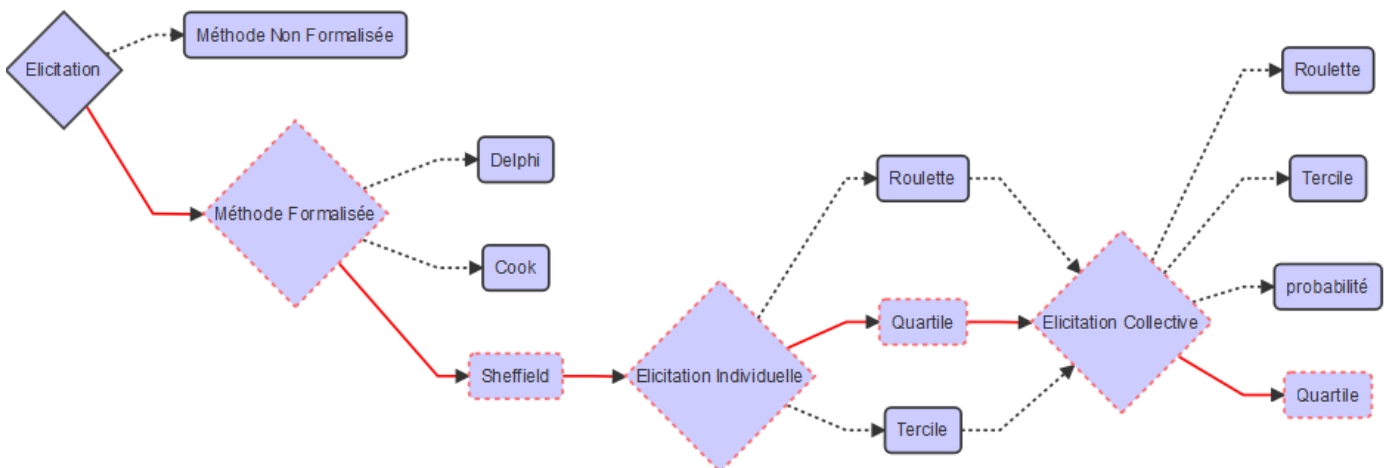 Elicitation
Méthode Non Formalisée
Méthode Formalisée
Delphi
Cook
Sheffield
Elicitation Individuelle
Roulette
Quartile
Tercile
Elicitation Collective
Roulette
Tercile
probabilité
Quartile